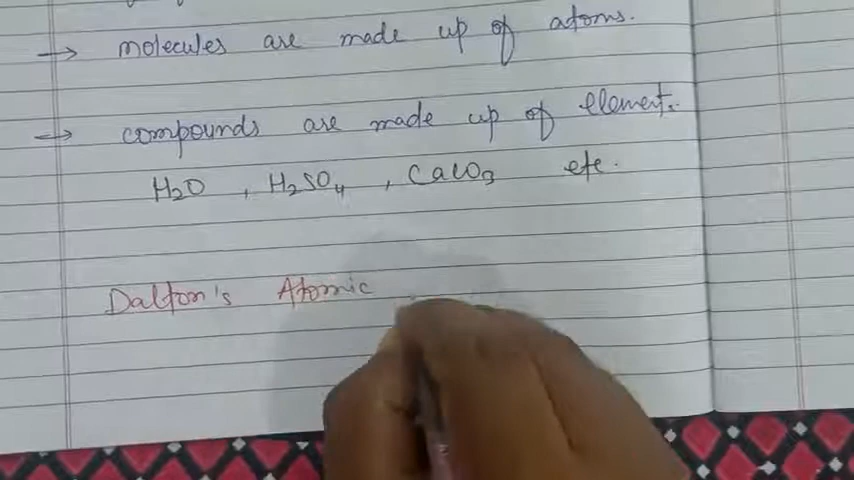 → molecules are made up of atoms.
→ compounds are made up of element.
H₂O , H₂SO₄ , CaCO₃ etc.
Dalton's Atomic